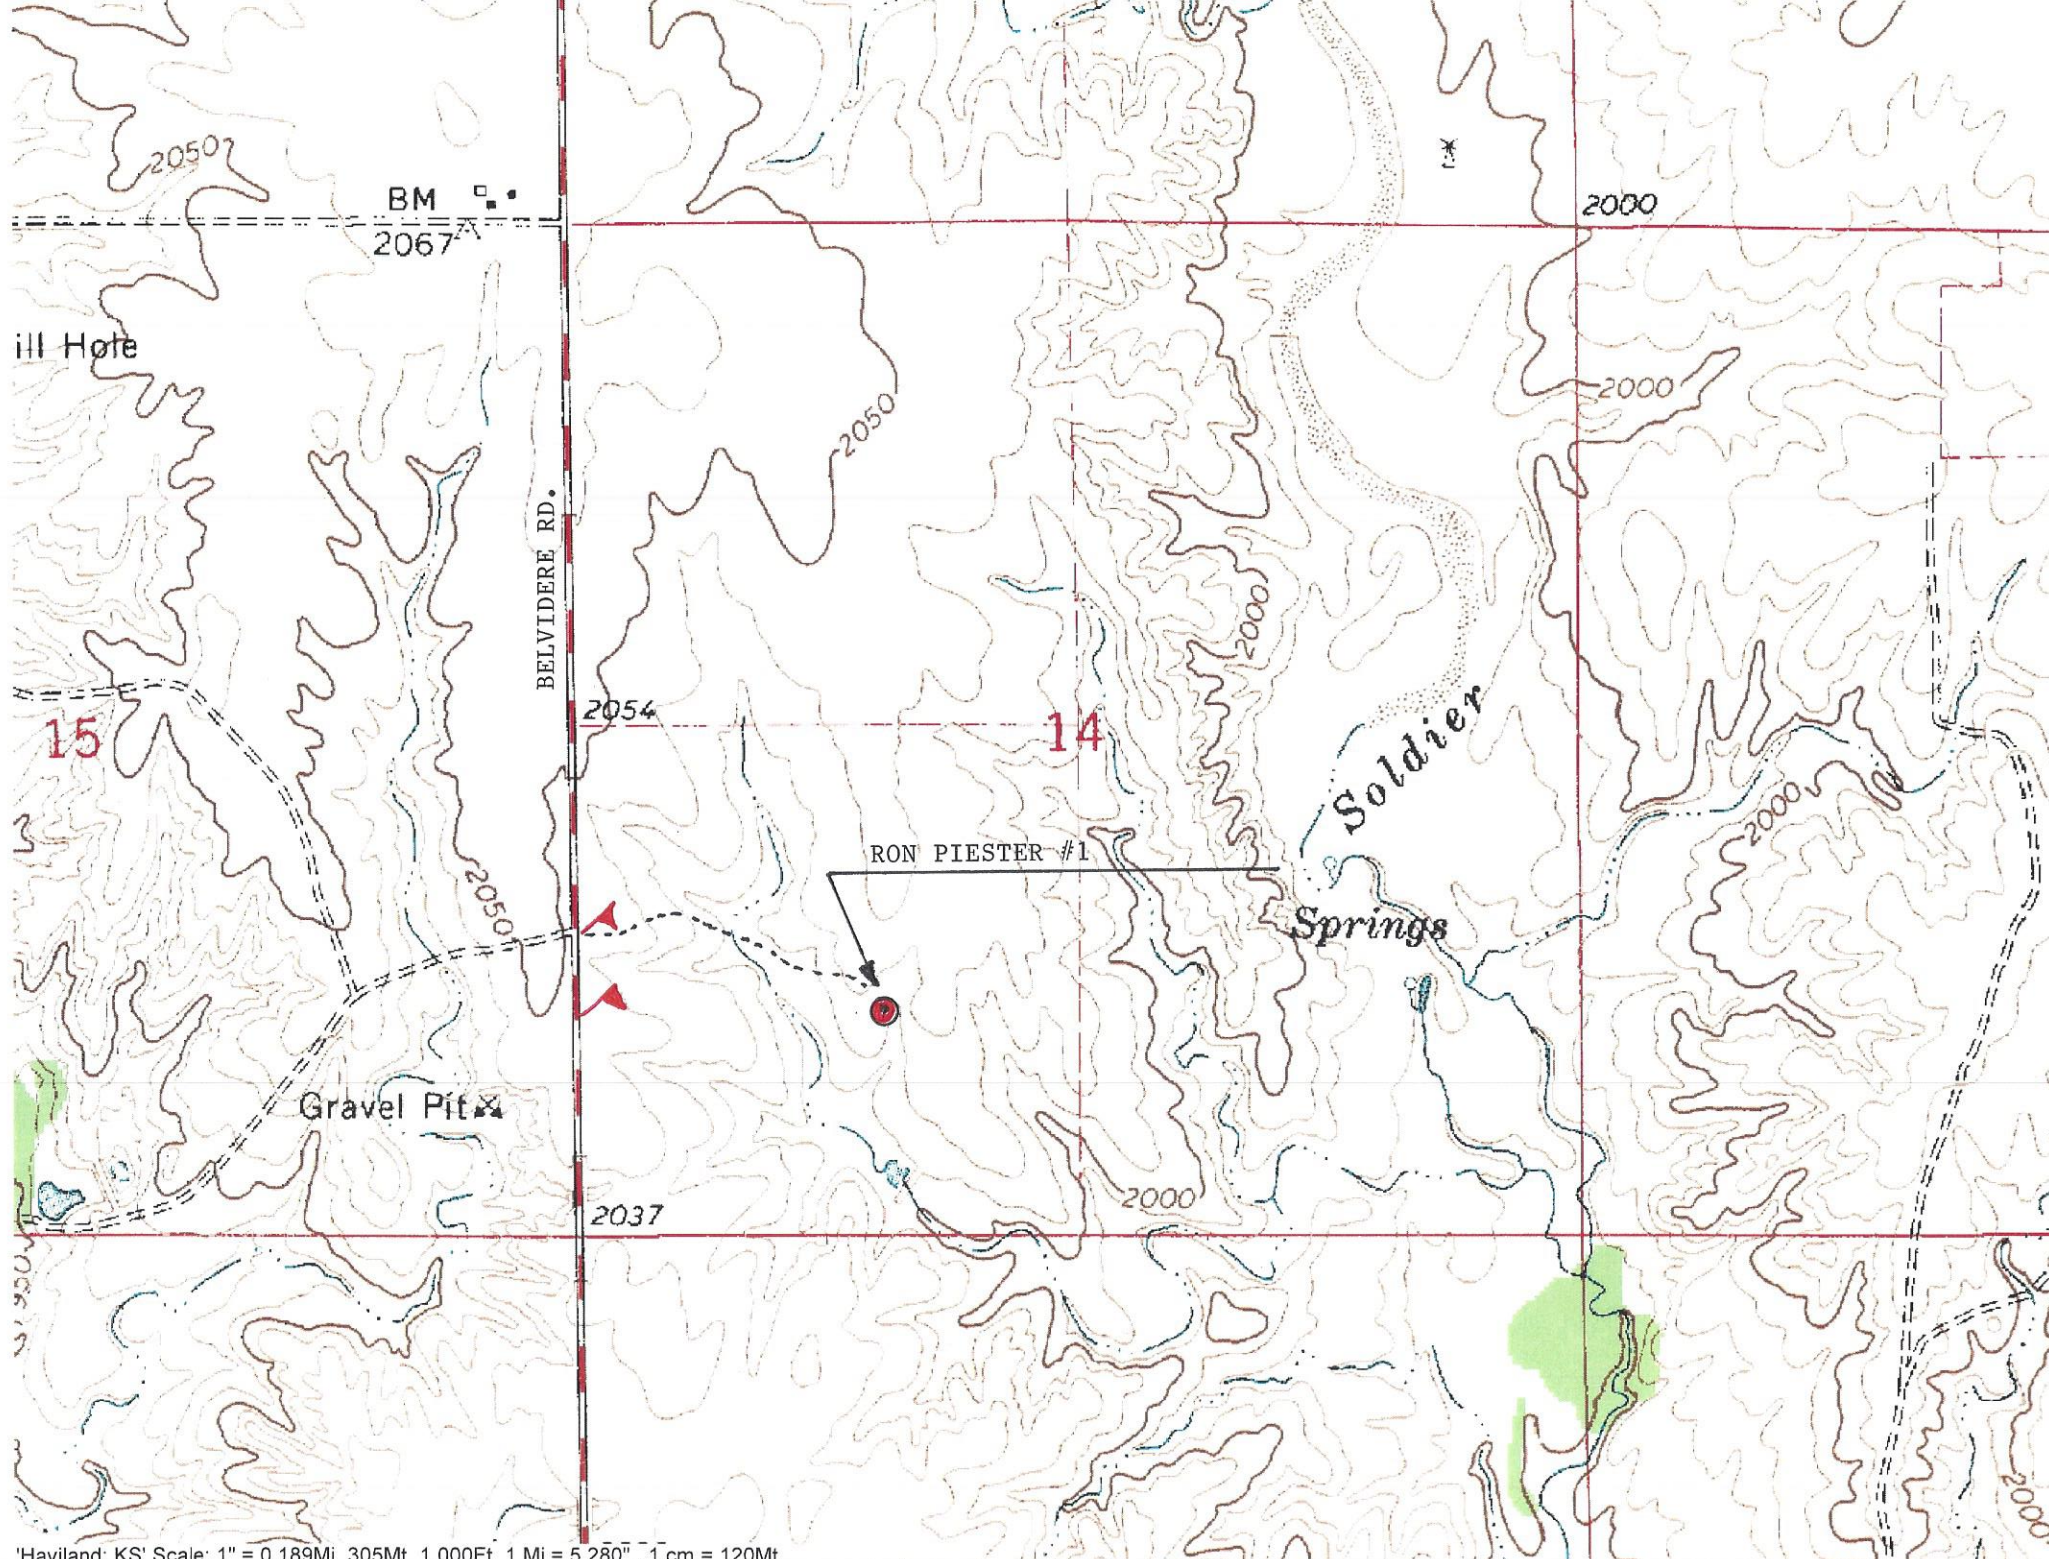 2050
BM
2067
2000
ill Hole
2000
2050
BELVIDERE RD.
2000
2054
15
14
Soldier
2000
RON PIESTER #1
2050
Springs
Gravel Pit
2000
2037
1950
2000
'Haviland; KS' Scale: 1" = 0.189Mi 305Mt 1,000Ft, 1 Mi = 5.280", 1 cm = 120Mt